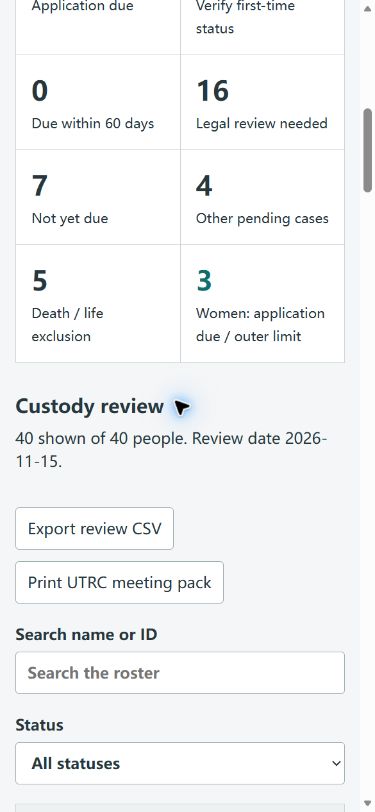 Application due
Verify first-time
status
0
Due within 60 days
16
Legal review needed
7
Not yet due
4
Other pending cases
5
Death / life
exclusion
3
Women: application
due / outer limit
Custody review
40 shown of 40 people. Review date 2026-
11-15.
Export review CSV
Print UTRC meeting pack
Search name or ID
Search the roster
Status
All statuses